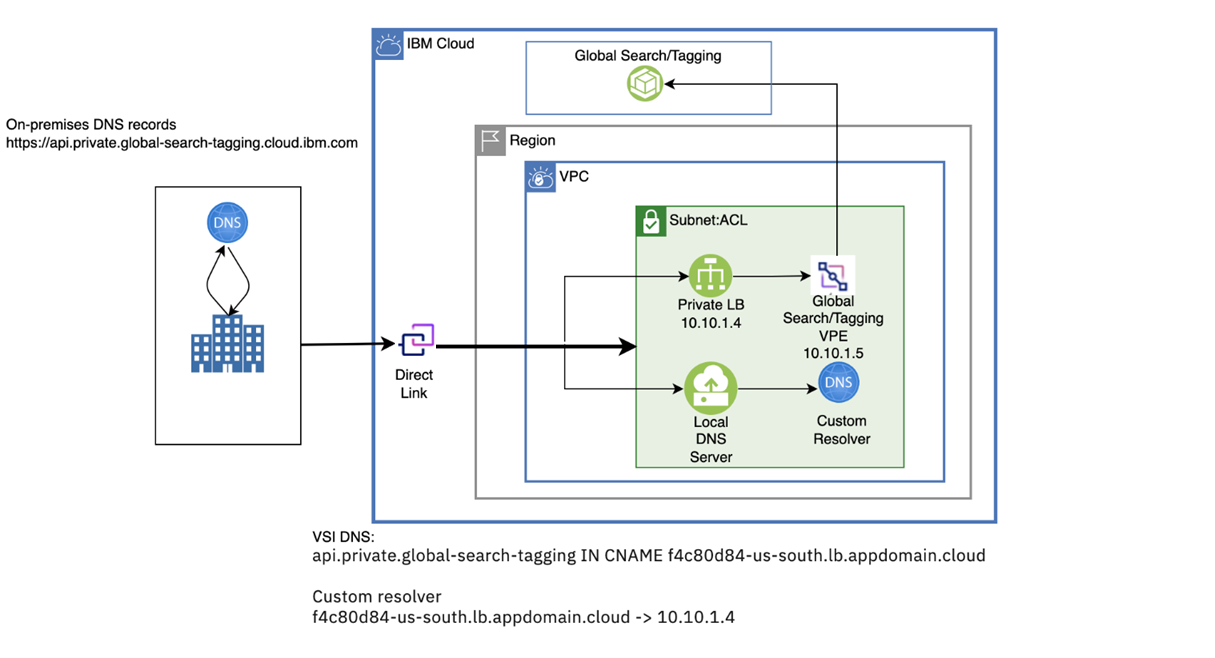 IBM Cloud
Global Search/Tagging
On-premises DNS records
https://api.private.global-search-tagging.cloud.ibm.com
Region
VPC
DNS
Subnet:ACL
Private LB
10.10.1.4
Global
Search/Tagging
VPE
10.10.1.5
Direct
Link
DNS
Local
DNS
Server
Custom
Resolver
VSI DNS:
api.private.global-search-tagging IN CNAME f4c80d84-us-south.lb.appdomain.cloud
Custom resolver
f4c80d84-us-south.lb.appdomain.cloud -> 10.10.1.4